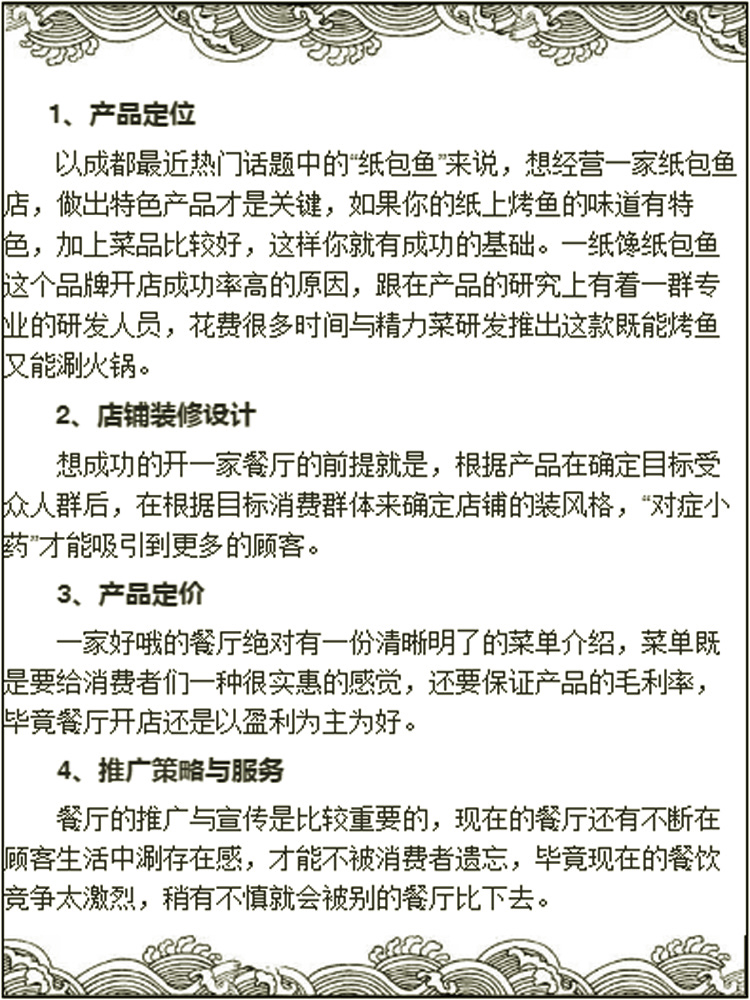 1、产品定位
以成都最近热门话题中的“纸包鱼”来说，想经营一家纸包鱼
店，做出特色产品才是关键，如果你的纸上烤鱼的味道有特
色，加上菜品比较好，这样你就有成功的基础。一纸馋纸包鱼
这个品牌开店成功率高的原因，跟在产品的研究上有着一群专
业的研发人员，花费很多时间与精力菜研发推出这款既能烤鱼
又能涮火锅。
2、店铺装修设计
想成功的开一家餐厅的前提就是，根据产品在确定目标受
众人群后，在根据目标消费群体来确定店铺的装风格，“对症小
药”才能吸引到更多的顾客。
3、产品定价
一家好哦的餐厅绝对有一份清晰明了的菜单介绍，菜单既
是要给消费者们一种很实惠的感觉，还要保证产品的毛利率，
毕竟餐厅开店还是以盈利为主为好。
4、推广策略与服务
餐厅的推广与宣传是比较重要的，现在的餐厅还有不断在
顾客生活中涮存在感，才能不被消费者遗忘，毕竟现在的餐饮
竞争太激烈，稍有不慎就会被别的餐厅比下去。